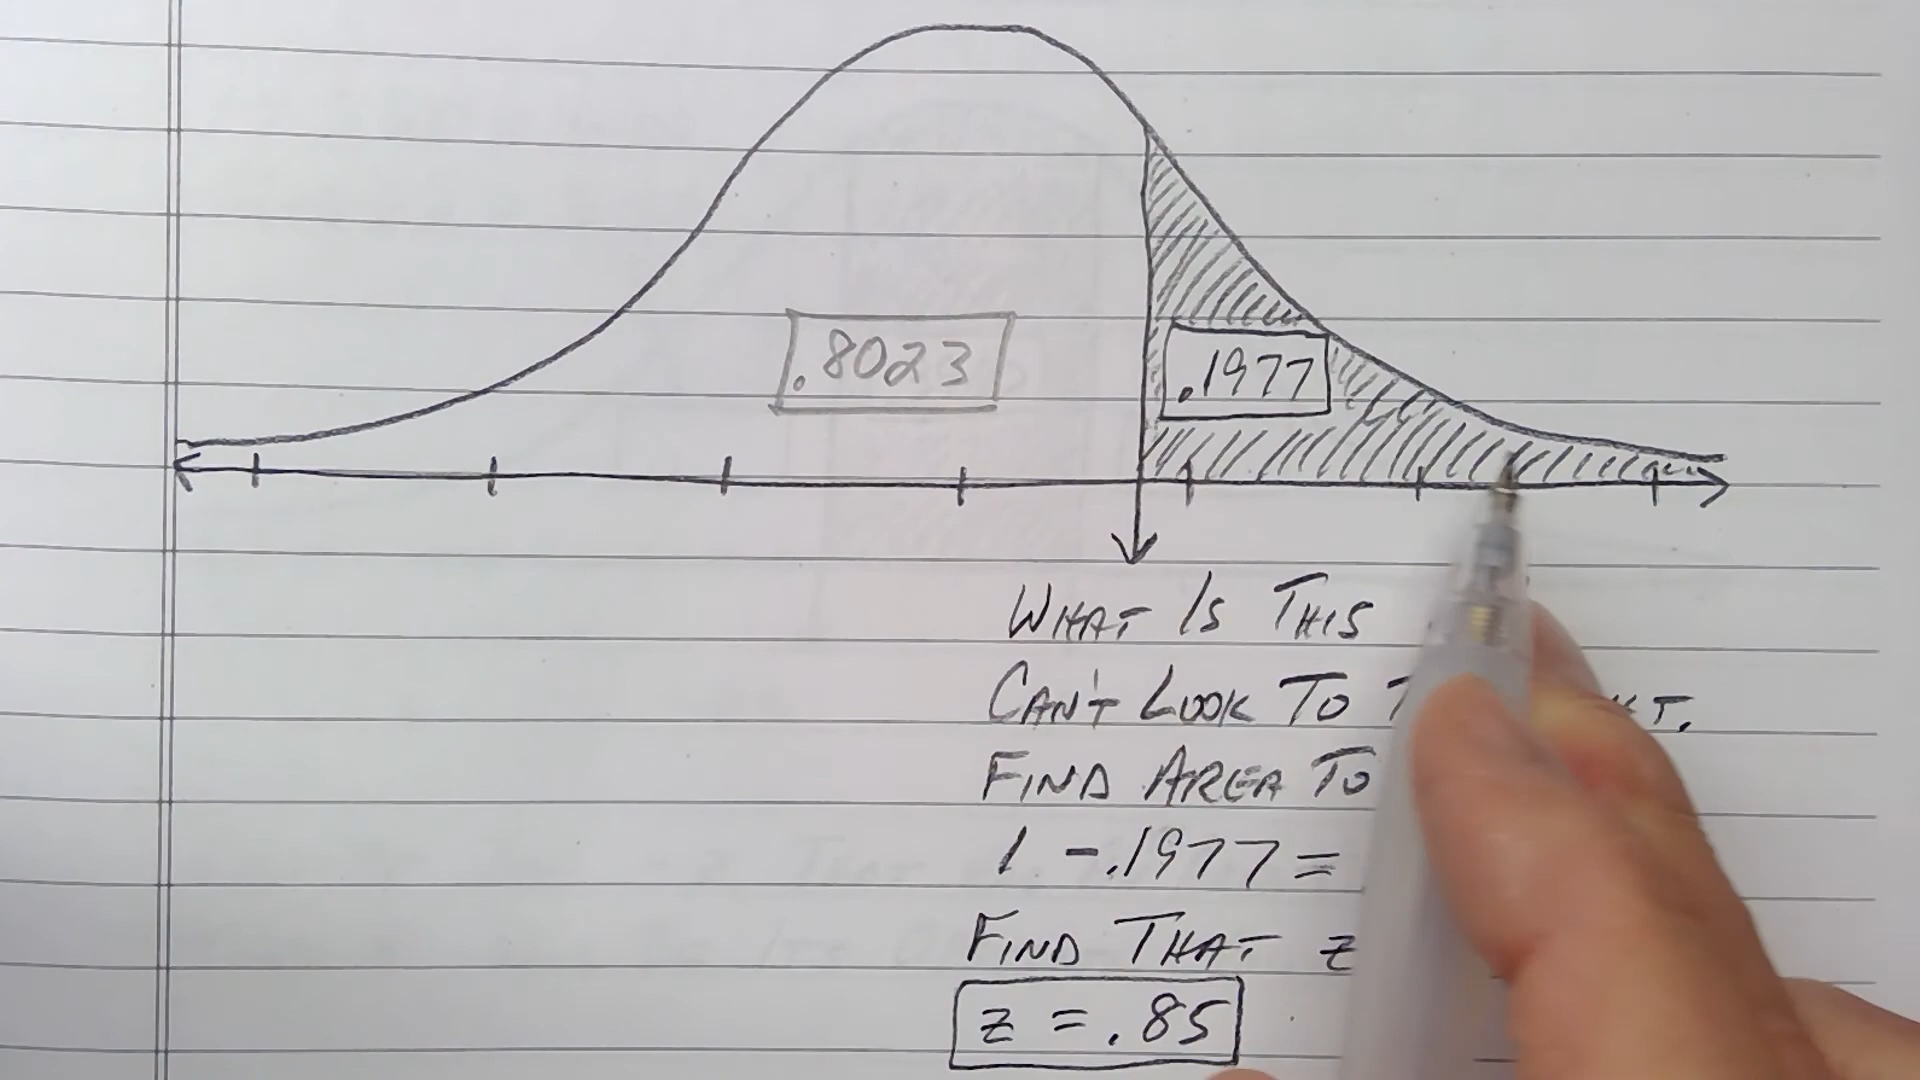 .8023
.1977
WHAT IS THIS
CAN'T LOOK TO
FIND AREA TO
1 - .1977 =
FIND THAT z
z = .85